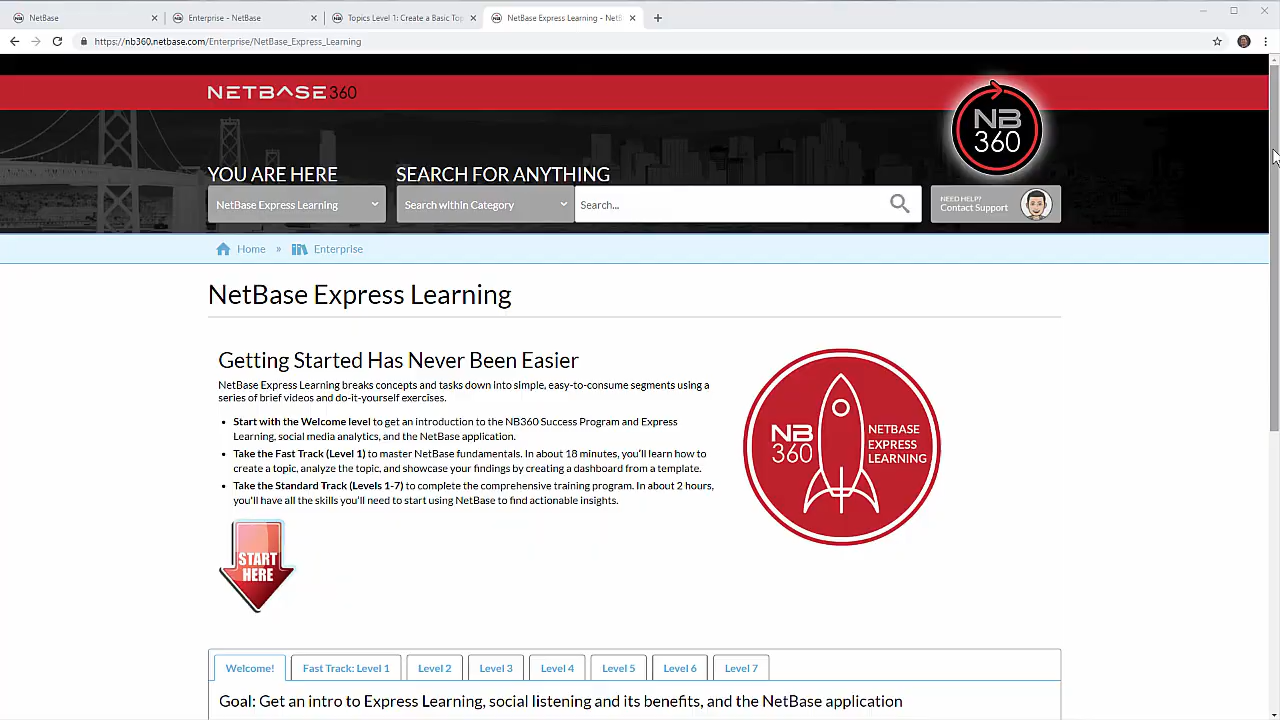 NetBase
Enterprise - NetBase
Topics Level 1: Create a Basic Top
NetBase Express Learning - NetB
https://nb360.netbase.com/Enterprise/NetBase_Express_Learning
NETBASE360
NB
360
YOU ARE HERE
SEARCH FOR ANYTHING
NetBase Express Learning
Search within Category
Search...
NEED HELP?
Contact Support
Home » Enterprise
NetBase Express Learning
Getting Started Has Never Been Easier
NetBase Express Learning breaks concepts and tasks down into simple, easy-to-consume segments using a
series of brief videos and do-it-yourself exercises.
• Start with the Welcome level to get an introduction to the NB360 Success Program and Express
Learning, social media analytics, and the NetBase application.
• Take the Fast Track (Level 1) to master NetBase fundamentals. In about 18 minutes, you'll learn how to
create a topic, analyze the topic, and showcase your findings by creating a dashboard from a template.
• Take the Standard Track (Levels 1-7) to complete the comprehensive training program. In about 2 hours,
you'll have all the skills you'll need to start using NetBase to find actionable insights.
NB
360
NETBASE
EXPRESS
LEARNING
START
HERE
Welcome!
Fast Track: Level 1
Level 2
Level 3
Level 4
Level 5
Level 6
Level 7
Goal: Get an intro to Express Learning, social listening and its benefits, and the NetBase application